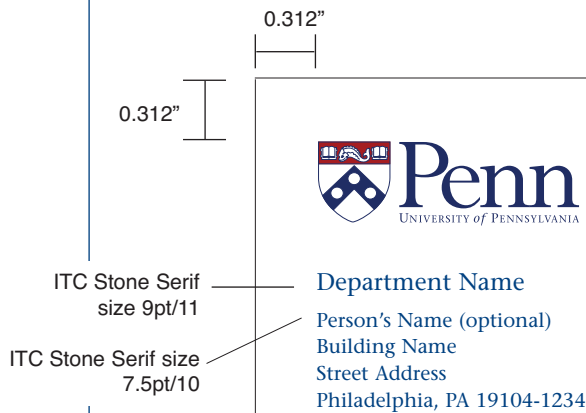 0.312”
0.312”
Penn
UNIVERSITY of PENNSYLVANIA
ITC Stone Serif
size 9pt/11
Department Name
ITC Stone Serif size
7.5pt/10
Person’s Name (optional)
Building Name
Street Address
Philadelphia, PA 19104-1234